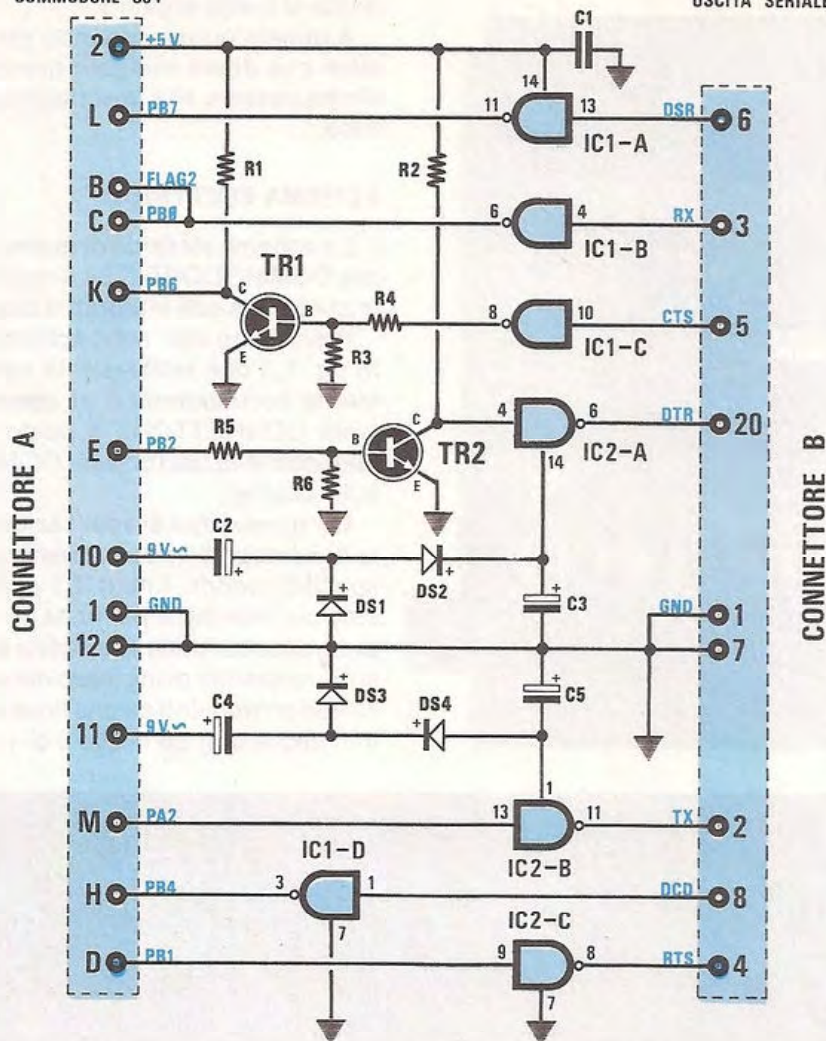 COMMODORE C64
USCITA SERIALE
CONNETTORE A
CONNETTORE B
2 +5V
C1
14
L PB7
11
13
DSR 6
IC1-A
R1
R2
B FLAG2
C PB0
6
4
RX 3
IC1-B
TR1
K PB6
C
B
E
R4
8
10
CTS 5
IC1-C
R3
C
4
6
DTR 20
TR2
IC2-A
14
E PB2
R5
B
E
R6
C2
10 9V~
+
+
DS2
DS1
+
+
C3
1 GND
GND 1
12
7
+
DS3
DS4
+
C5
C4
11 9V~
+
+
1
M PA2
13
11
TX 2
IC2-B
IC1-D
H PB4
3
1
DCD 8
7
IC2-C
D PB1
9
8
RTS 4
7